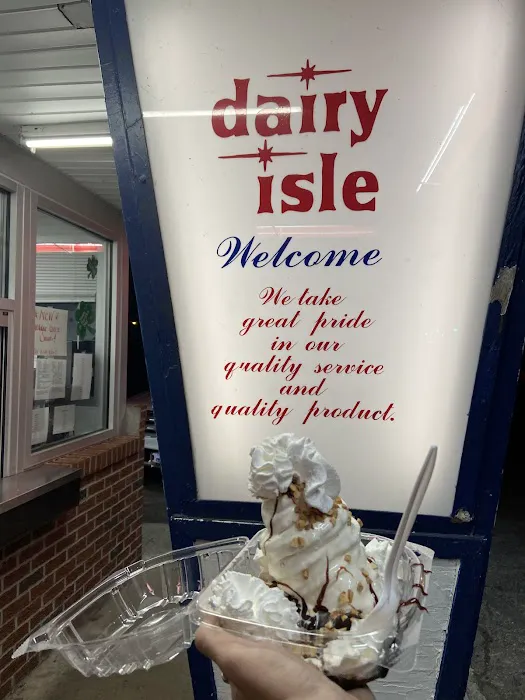 dairy
isle
Welcome
We take
great pride
in our
quality service
and
quality product.